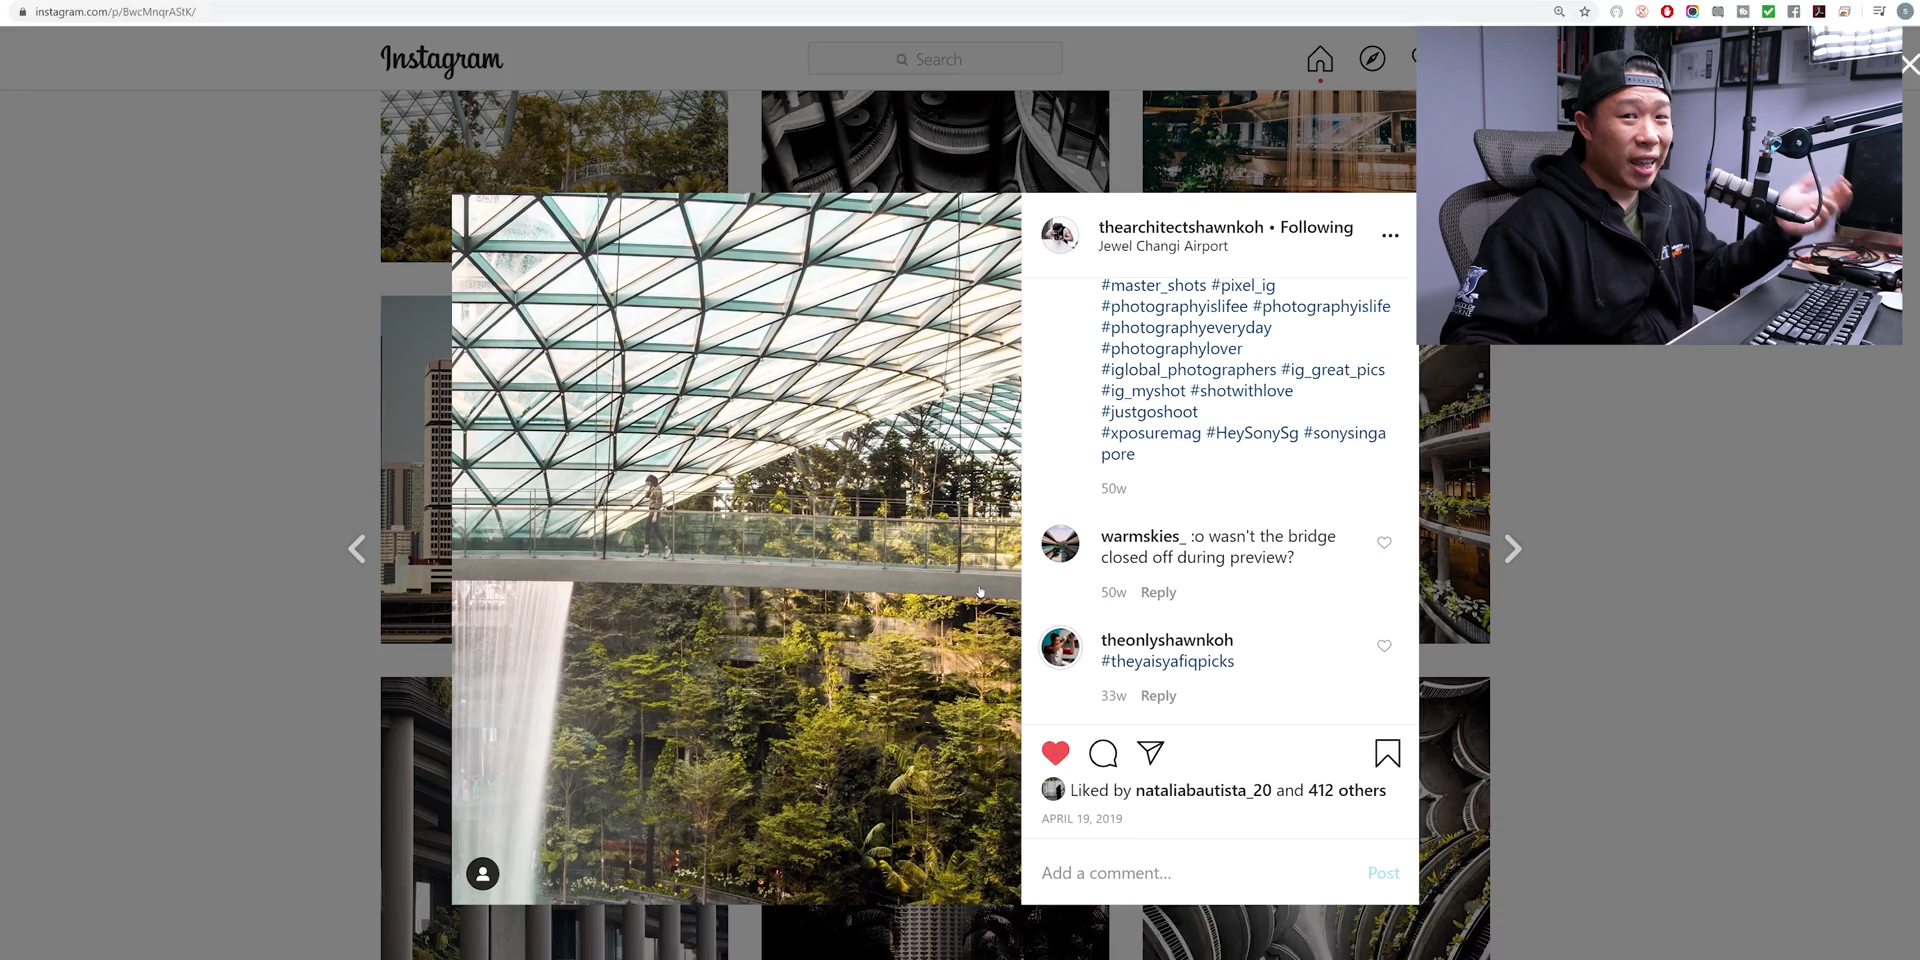 instagram.com/p/BwcMnqrAStK/
Instagram
Search
thearchitectshawnkoh • Following
Jewel Changi Airport
#master_shots #pixel_ig
#photographyislifee #photographyislife
#photographyeveryday
#photographylover
#iglobal_photographers #ig_great_pics
#ig_myshot #shotwithlove
#justgoshoot
#xposuremag #HeySonySg #sonysinga
pore
50w
warmskies_ :o wasn't the bridge
closed off during preview?
50w Reply
theonlyshawnkoh
#theyaisyafiqpicks
33w Reply
Liked by nataliabautista_20 and 412 others
APRIL 19, 2019
Add a comment... Post